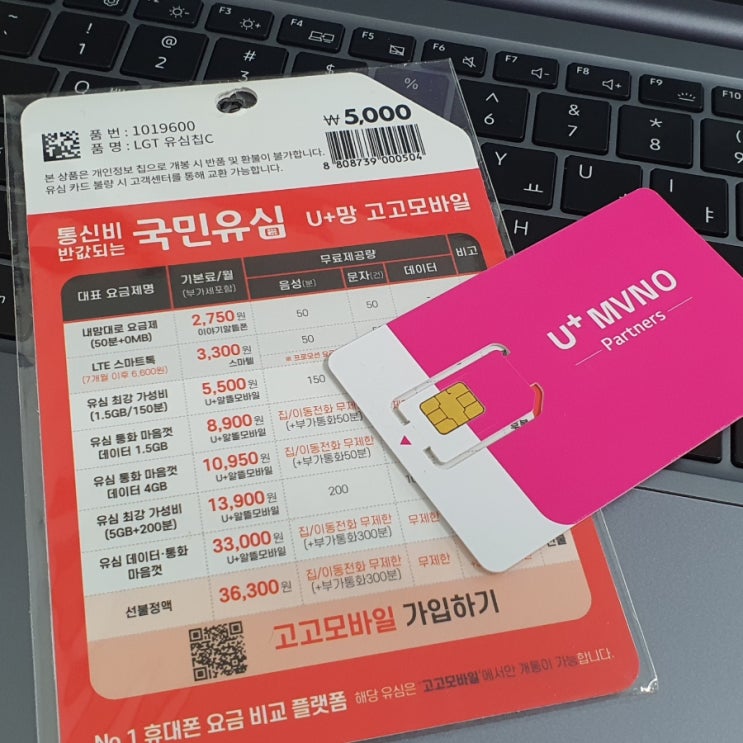 품 번 : 1019600
품 명 : LGT 유심칩C
₩ 5,000
8 808739 000504
본 상품은 개인정보 칩으로 개봉 시 반품 및 환불이 불가합니다.
유심 카드 불량 시 고객센터를 통해 교환 가능합니다.
통신비
반값되는 국민유심 U+망 고고모바일
대표 요금제명 기본료/월 (부가세포함) 무료제공량 비고
음성(분) 문자(건) 데이터
내맘대로 요금제 (50분+0MB) 2,750원 이야기알뜰폰 50 50
LTE 스마트톡 (7개월 이후 6,600원) 3,300원 스마텔 50
유심 최강 가성비 (1.5GB/150분) 5,500원 U+알뜰모바일 150
유심 통화 마음껏 데이터 1.5GB 8,900원 U+알뜰모바일 집/이동전화 무제한 (+부가통화50분)
유심 통화 마음껏 데이터 4GB 10,950원 U+알뜰모바일 집/이동전화 무제한 (+부가통화50분)
유심 최강 가성비 (5GB+200분) 13,900원 U+알뜰모바일 200
유심 데이터·통화 마음껏 33,000원 U+알뜰모바일 집/이동전화 무제한 (+부가통화300분) 무제한
선불정액 36,300원 집/이동전화 무제한 (+부가통화300분) 무제한 무제한
고고모바일 가입하기
No.1 휴대폰 요금 비교 플랫폼 해당 유심은 '고고모바일'에서만 개통이 가능합니다.
U+ MVNO
Partners
F2
F3
F4
F5
F6
F7
F8
F9
F10
!
1
@
2
#
3
$
4
%
^
6
&
7
*
8
(
9
Y
ㅛ
U
ㅕ
I
ㅑ
H